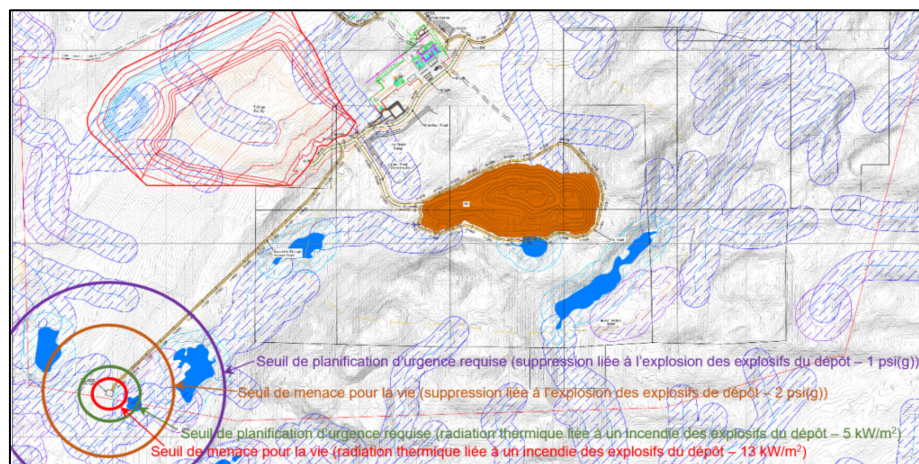 Seuil de planification d'urgence requise (suppression liée à l'explosion des explosifs du dépôt – 1 psi(g))
Seuil de menace pour la vie (suppression liée à l'explosion des explosifs de dépôt – 2 psi(g))
Seuil de planification d'urgence requise (radiation thermique liée à un incendie des explosifs du dépôt – 5 kW/m²)
Seuil de menace pour la vie (radiation thermique liée à un incendie des explosifs du dépôt – 13 kW/m²)